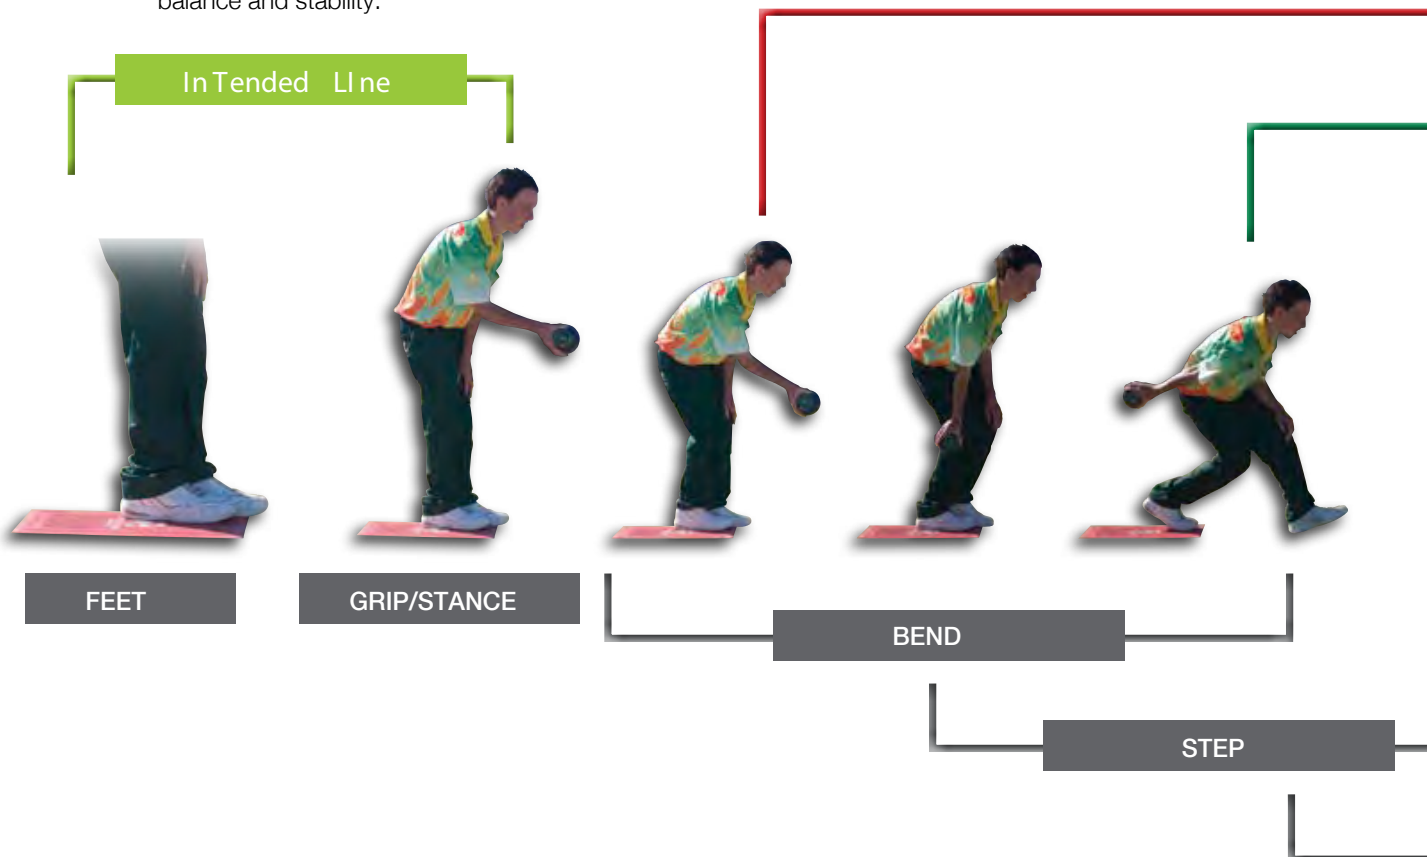 balance and stability.
InTended LIne
FEET
GRIP/STANCE
BEND
STEP